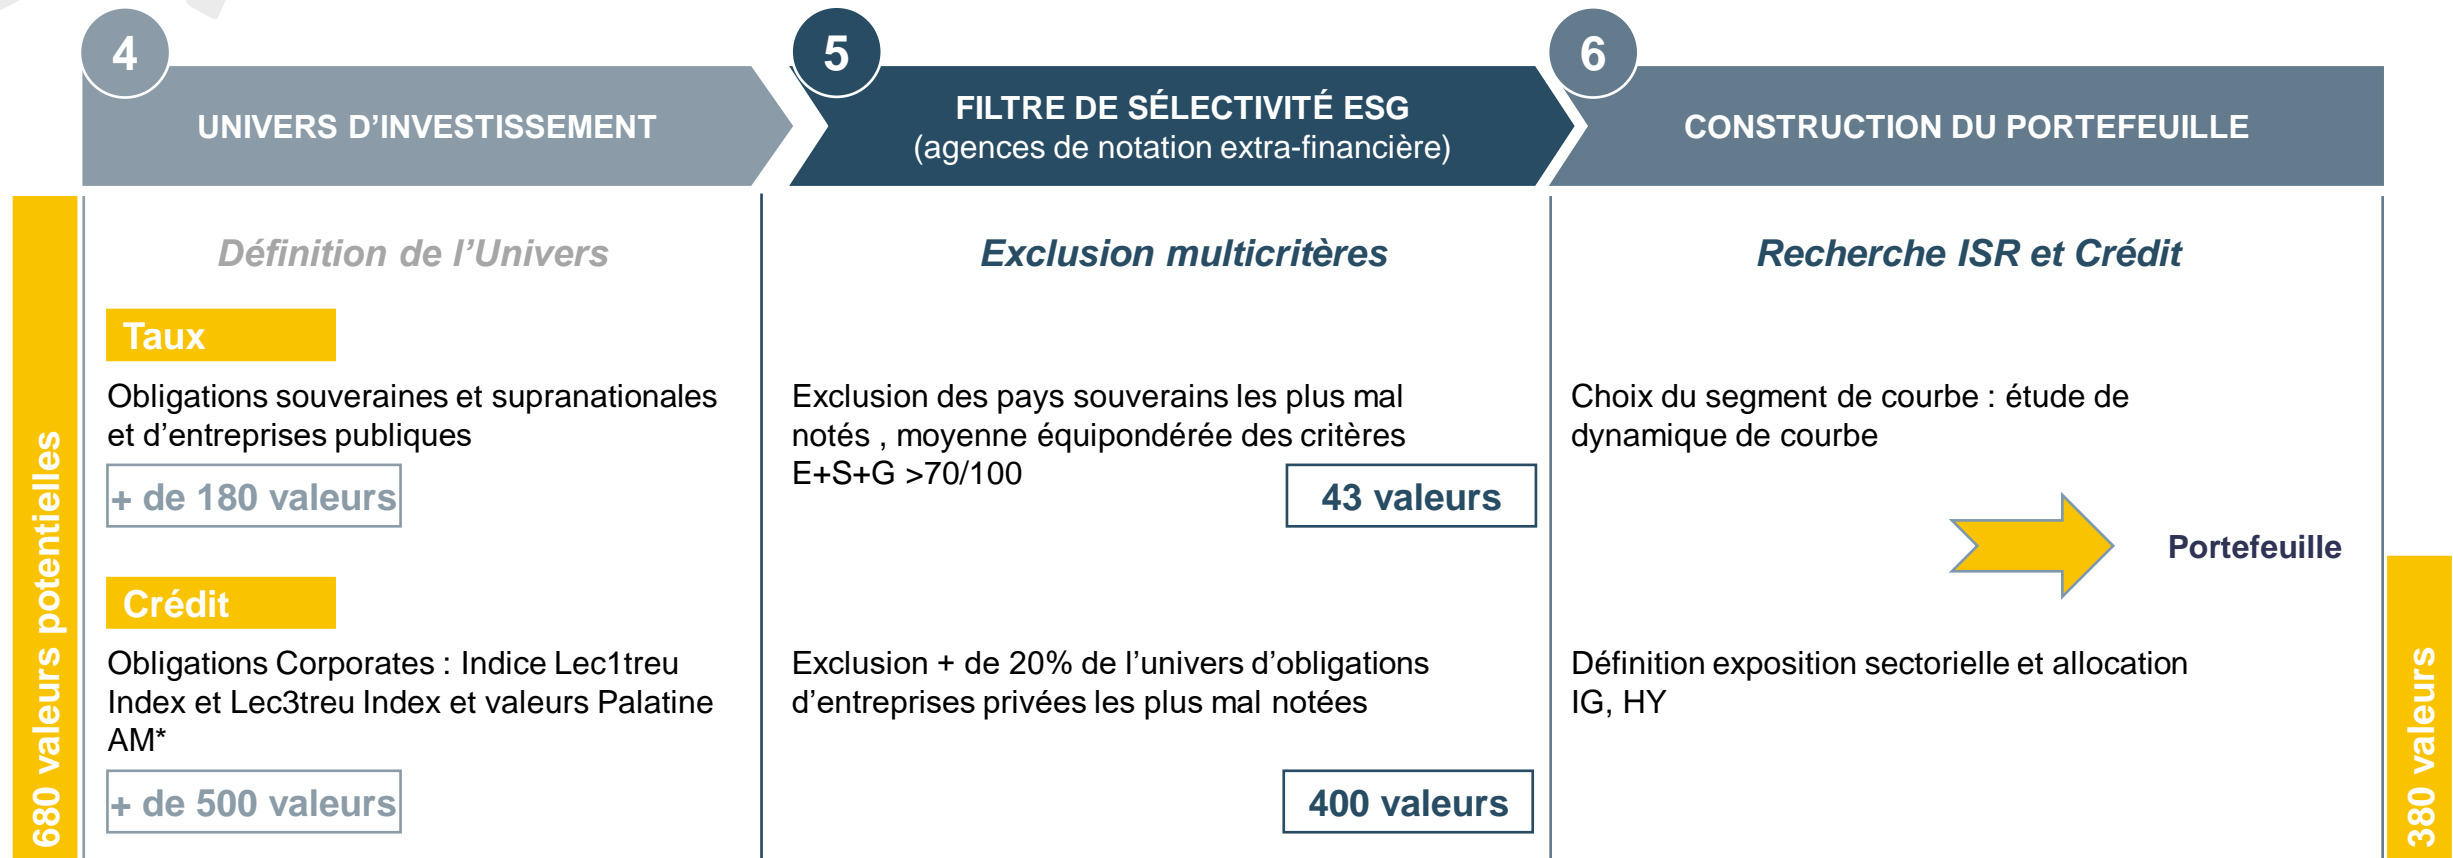 4
UNIVERS D’INVESTISSEMENT
5
FILTRE DE SÉLECTIVITÉ ESG
(agences de notation extra-financière)
6
CONSTRUCTION DU PORTEFEUILLE
680 valeurs potentielles
Définition de l’Univers
Taux
Obligations souveraines et supranationales
et d’entreprises publiques
+ de 180 valeurs
Crédit
Obligations Corporates : Indice Lec1treu
Index et Lec3treu Index et valeurs Palatine
AM*
+ de 500 valeurs
Exclusion multicritères
Exclusion des pays souverains les plus mal
notés , moyenne équipondérée des critères
E+S+G >70/100
43 valeurs
Exclusion + de 20% de l’univers d’obligations
d’entreprises privées les plus mal notées
400 valeurs
Recherche ISR et Crédit
Choix du segment de courbe : étude de
dynamique de courbe
Portefeuille
Définition exposition sectorielle et allocation
IG, HY
380 valeurs